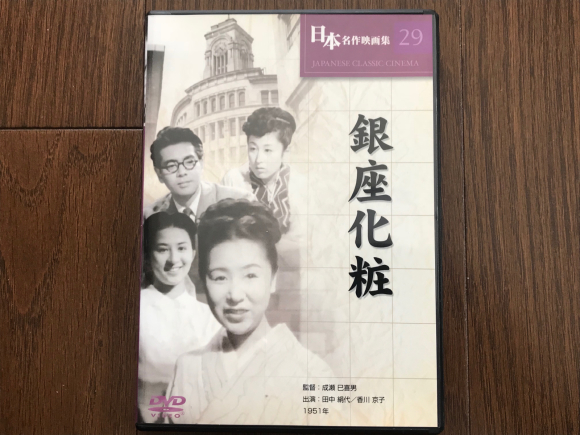 日本名作映画集 29
JAPANESE CLASSIC CINEMA
銀座化粧
監督：成瀬 巳喜男
出演：田中 絹代／香川 京子
1951年
DVD
VIDEO